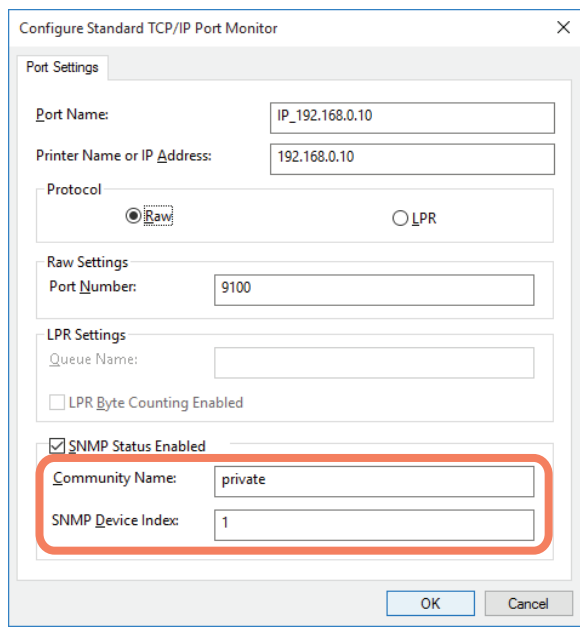 Configure Standard TCP/IP Port Monitor
Port Settings
Port Name: IP_192.168.0.10
Printer Name or IP Address: 192.168.0.10
Protocol
Raw LPR
Raw Settings
Port Number: 9100
LPR Settings
Queue Name:
LPR Byte Counting Enabled
SNMP Status Enabled
Community Name: private
SNMP Device Index: 1
OK Cancel